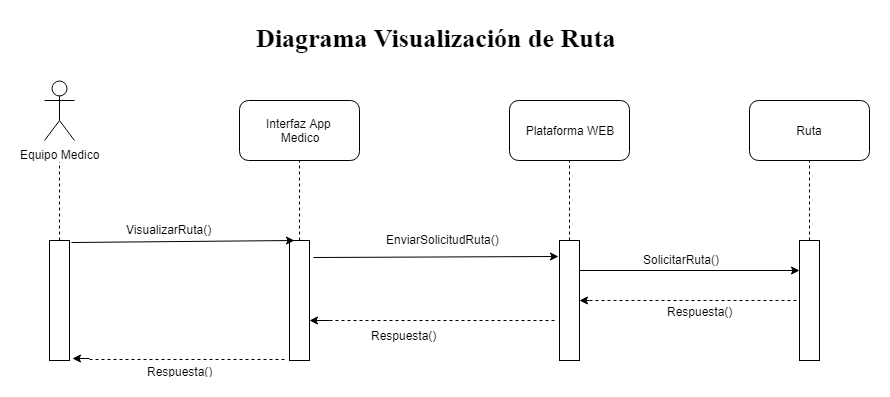 Diagrama Visualización de Ruta
Equipo Medico
Interfaz App
Medico
Plataforma WEB
Ruta
VisualizarRuta()
EnviarSolicitudRuta()
SolicitarRuta()
Respuesta()
Respuesta()
Respuesta()